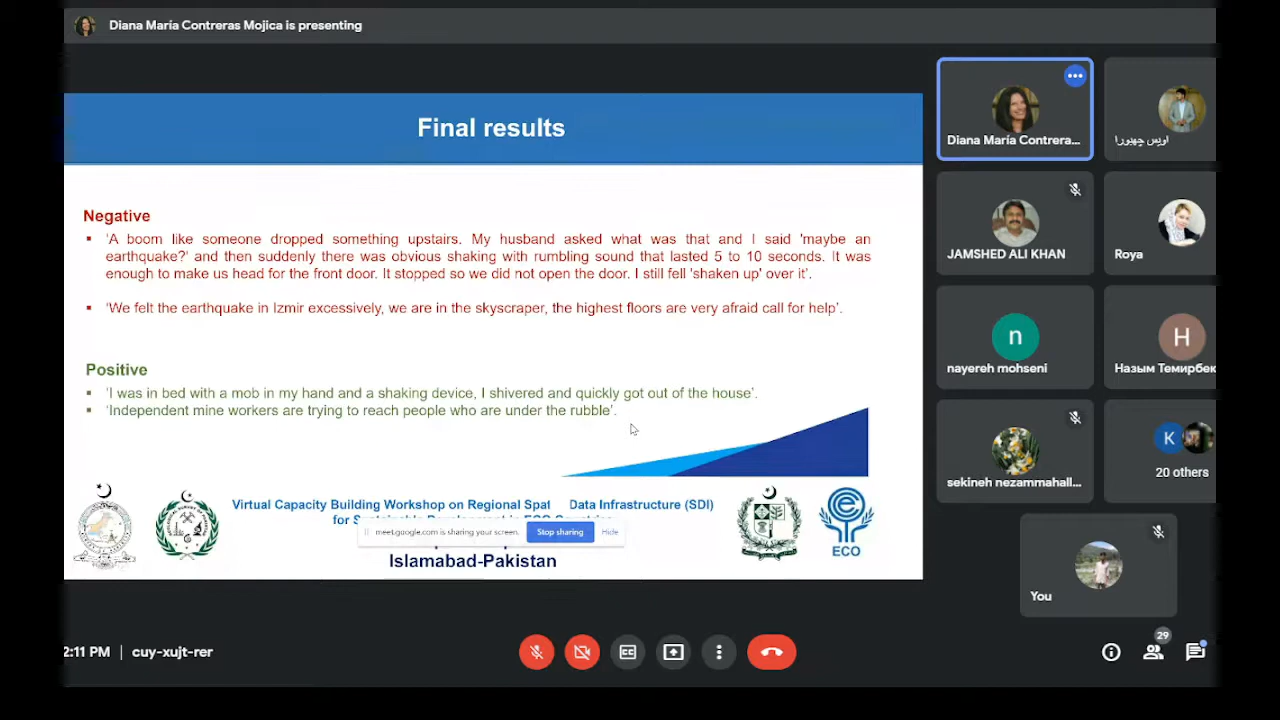 Diana María Contreras Mojica is presenting
Final results
Negative
▪ 'A boom like someone dropped something upstairs. My husband asked what was that and I said 'maybe an
earthquake?' and then suddenly there was obvious shaking with rumbling sound that lasted 5 to 10 seconds. It was
enough to make us head for the front door. It stopped so we did not open the door. I still fell 'shaken up' over it'.
▪ 'We felt the earthquake in Izmir excessively, we are in the skyscraper, the highest floors are very afraid call for help'.
Positive
▪ 'I was in bed with a mob in my hand and a shaking device, I shivered and quickly got out of the house'.
▪ 'Independent mine workers are trying to reach people who are under the rubble'.
Virtual Capacity Building Workshop on Regional Spat Data Infrastructure (SDI)
for
meet.google.com is sharing your screen.
Stop sharing
Hide
Islamabad-Pakistan
ECO
Diana María Contrera...
اویس چھبورا
JAMSHED ALI KHAN
Roya
n
nayereh mohseni
H
Назым Темирбек
sekineh nezammahall...
K
20 others
You
2:11 PM | cuy-xujt-rer
CC
29